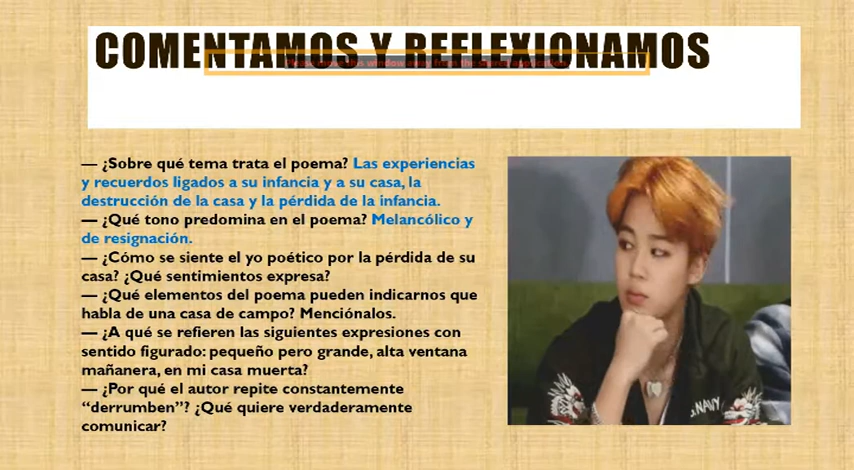 COMENTAMOS Y REFLEXIONAMOS
— ¿Sobre qué tema trata el poema? Las experiencias
y recuerdos ligados a su infancia y a su casa, la
destrucción de la casa y la pérdida de la infancia.
— ¿Qué tono predomina en el poema? Melancólico y
de resignación.
— ¿Cómo se siente el yo poético por la pérdida de su
casa? ¿Qué sentimientos expresa?
— ¿Qué elementos del poema pueden indicarnos que
habla de una casa de campo? Menciónalos.
— ¿A qué se refieren las siguientes expresiones con
sentido figurado: pequeño pero grande, alta ventana
mañanera, en mi casa muerta?
— ¿Por qué el autor repite constantemente
“derrumben”? ¿Qué quiere verdaderamente
comunicar?
NAVY